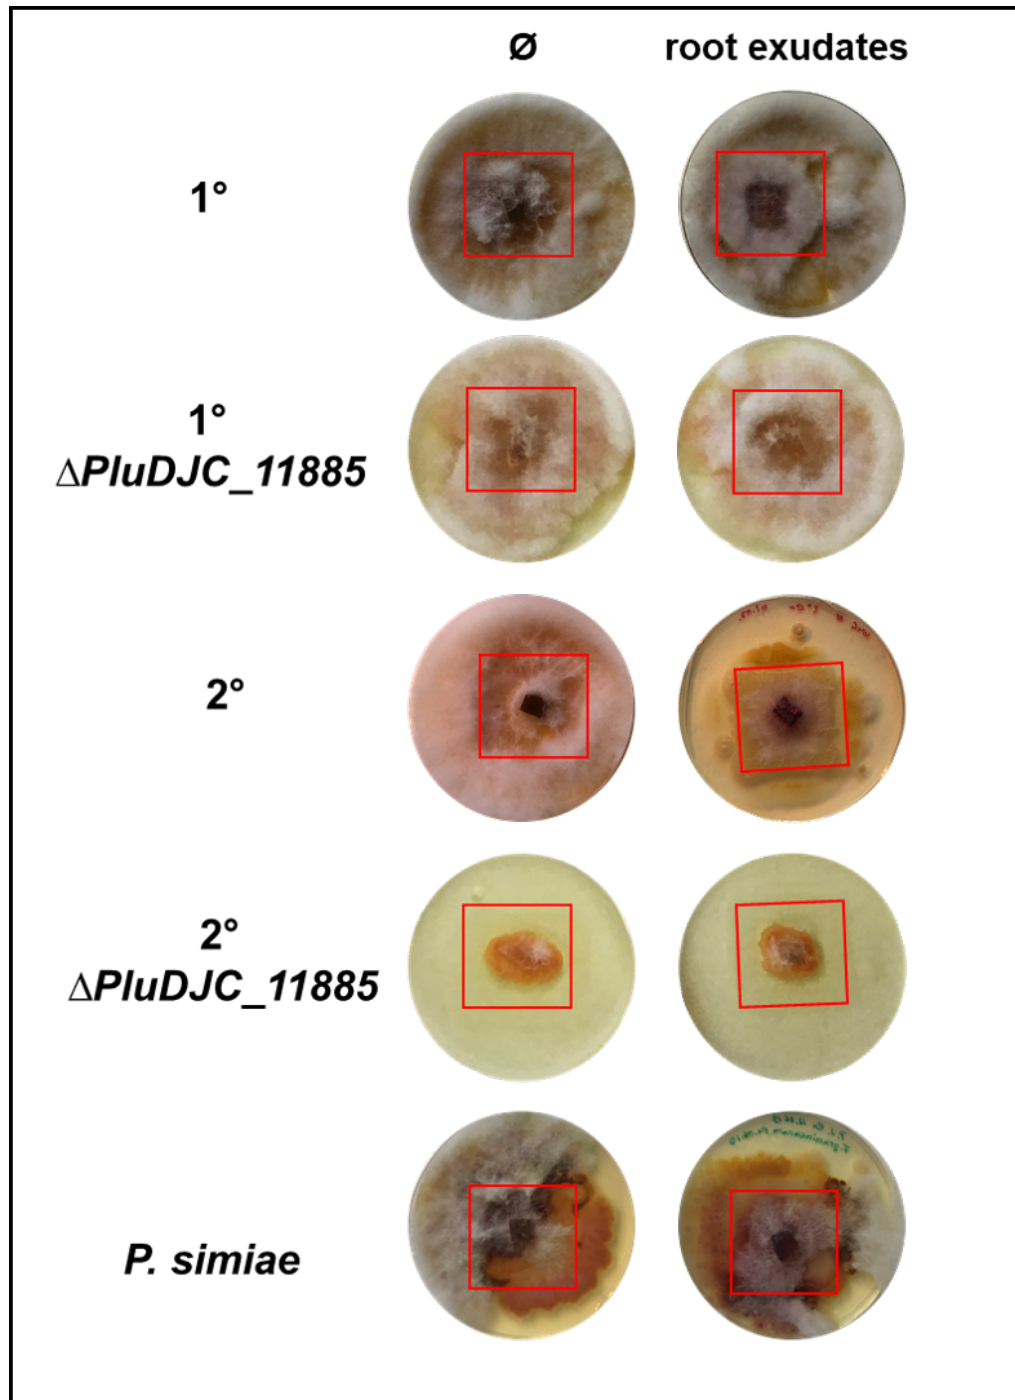 Ø root exudates
1°
1°
ΔPluDJC_11885
2°
2°
ΔPluDJC_11885
P. simiae